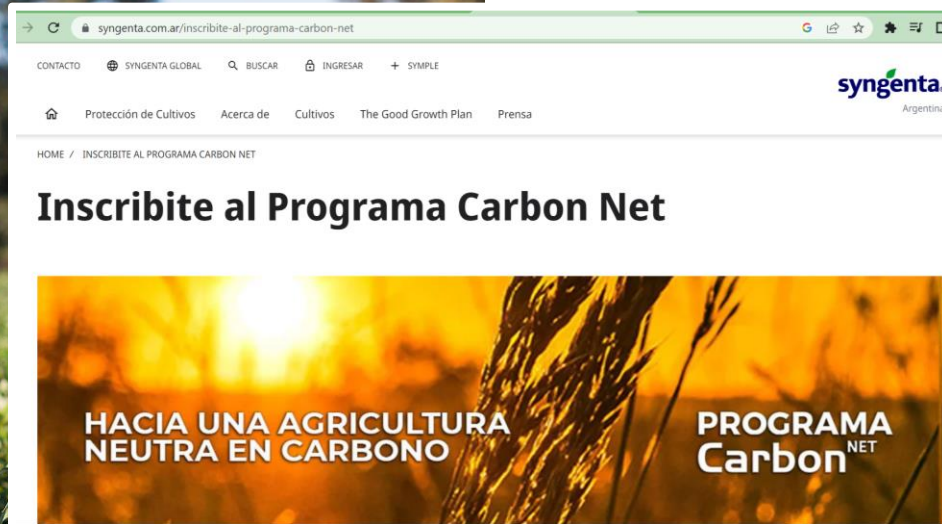 syngenta.com.ar/inscribite-al-programa-carbon-net
CONTACTO SYNGENTA GLOBAL BUSCAR INGRESAR + SYMPLE
syngenta
Argentina
Protección de Cultivos Acerca de Cultivos The Good Growth Plan Prensa
HOME / INSCRIBITE AL PROGRAMA CARBON NET
Inscribite al Programa Carbon Net
HACIA UNA AGRICULTURA
NEUTRA EN CARBONO
PROGRAMA
Carbon NET